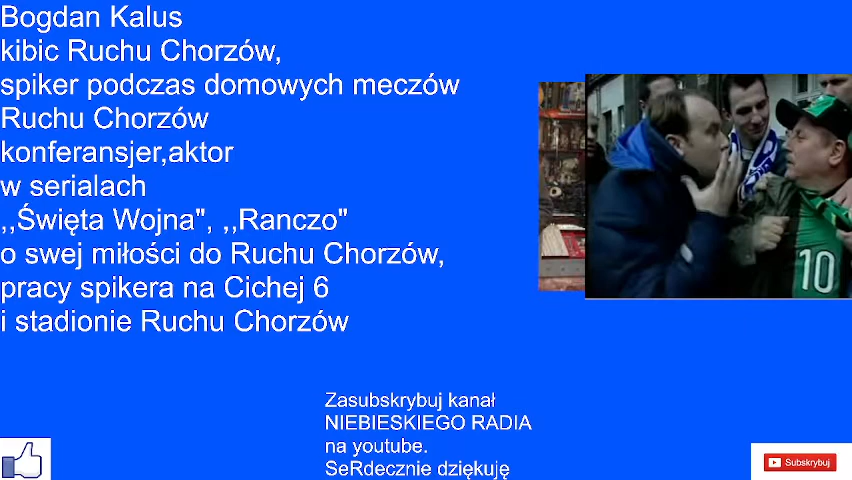 Bogdan Kalus
kibic Ruchu Chorzów,
spiker podczas domowych meczów
Ruchu Chorzów
konferansjer,aktor
w serialach
,,Święta Wojna", ,,Ranczo"
o swej miłości do Ruchu Chorzów,
pracy spikera na Cichej 6
i stadionie Ruchu Chorzów
10
Zasubskrybuj kanał
NIEBIESKIEGO RADIA
na youtube.
SeRdecznie dziękuję
Subskrybuj